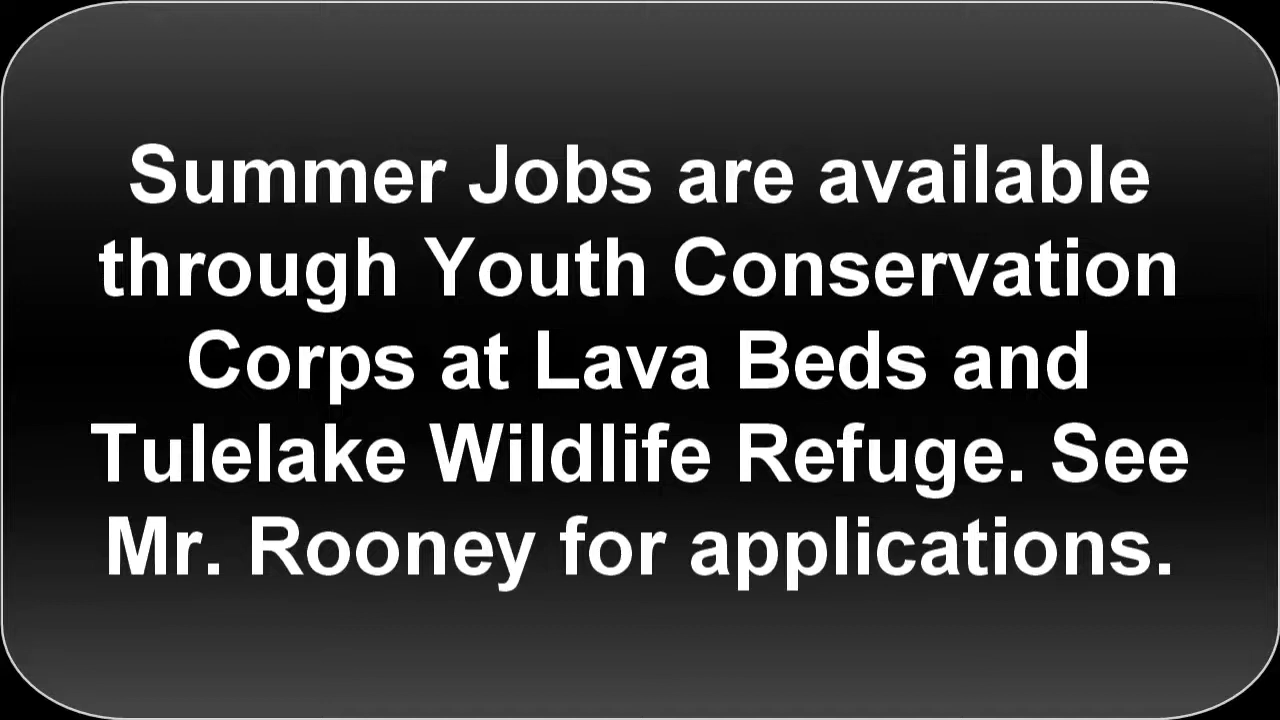 Summer Jobs are available
through Youth Conservation
Corps at Lava Beds and
Tulelake Wildlife Refuge. See
Mr. Rooney for applications.